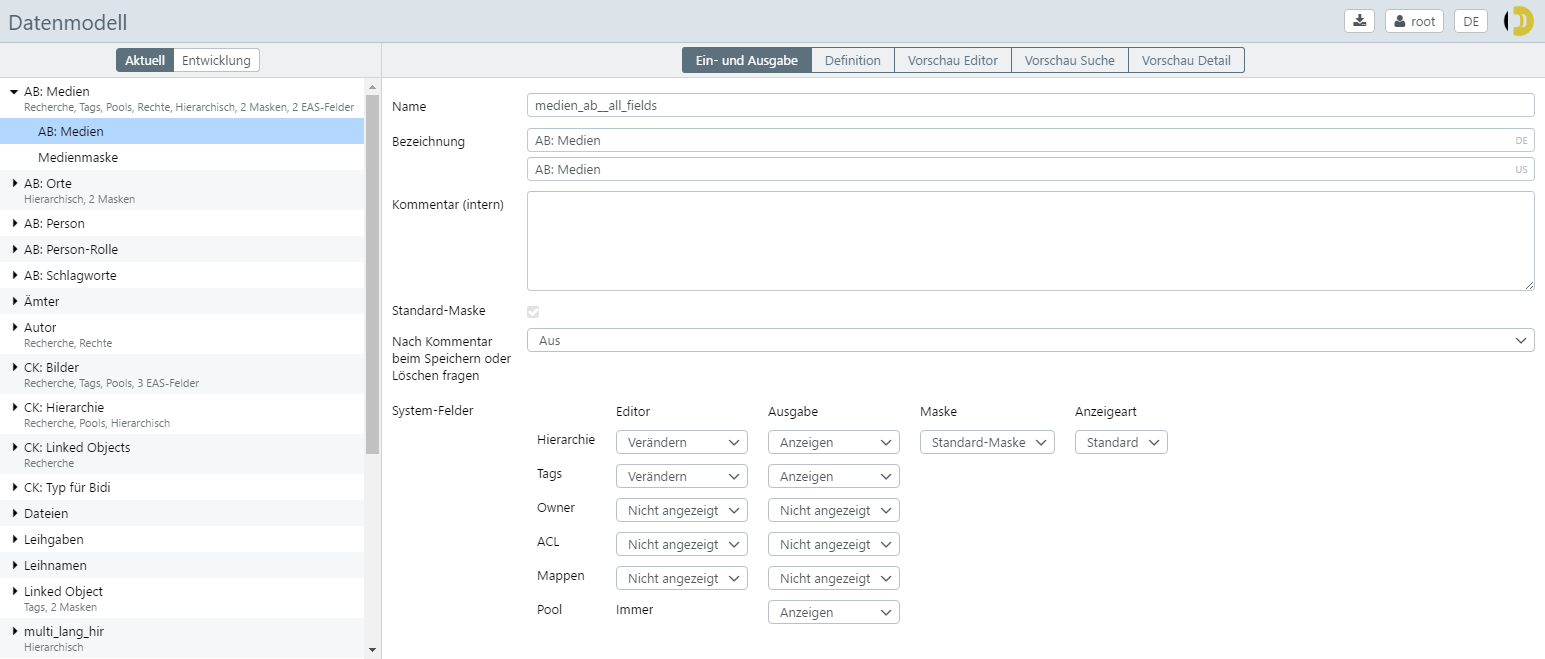 Datenmodell
root
DE
Aktuell
Entwicklung
Ein- und Ausgabe
Definition
Vorschau Editor
Vorschau Suche
Vorschau Detail
AB: Medien
Recherche, Tags, Pools, Rechte, Hierarchisch, 2 Masken, 2 EAS-Felder
AB: Medien
Medienmaske
AB: Orte
Hierarchisch, 2 Masken
AB: Person
AB: Person-Rolle
AB: Schlagworte
Ämter
Autor
Recherche, Rechte
CK: Bilder
Recherche, Tags, Pools, 3 EAS-Felder
CK: Hierarchie
Recherche, Pools, Hierarchisch
CK: Linked Objects
Recherche
CK: Typ für Bidi
Dateien
Leihgaben
Leihnamen
Linked Object
Tags, 2 Masken
multi_lang_hir
Hierarchisch
Name
medien_ab__all_fields
Bezeichnung
AB: Medien
DE
AB: Medien
US
Kommentar (intern)
Standard-Maske
Nach Kommentar
beim Speichern oder
Löschen fragen
Aus
System-Felder
Editor
Ausgabe
Maske
Anzeigeart
Hierarchie
Verändern
Anzeigen
Standard-Maske
Standard
Tags
Verändern
Anzeigen
Owner
Nicht angezeigt
Nicht angezeigt
ACL
Nicht angezeigt
Nicht angezeigt
Mappen
Nicht angezeigt
Nicht angezeigt
Pool
Immer
Anzeigen